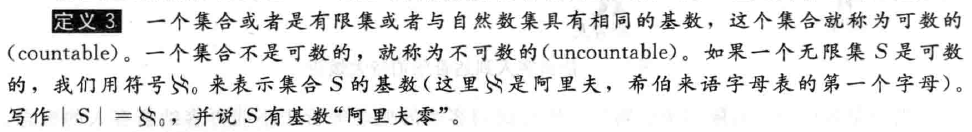 定义 3 一个集合或者是有限集或者与自然数集具有相同的基数，这个集合就称为可数的
(countable)。一个集合不是可数的，就称为不可数的(uncountable)。如果一个无限集 S 是可数
的，我们用符号ℵ₀ 来表示集合 S 的基数(这里ℵ是阿里夫，希伯来语字母表的第一个字母)。
写作 | S | =ℵ₀，并说 S 有基数“阿里夫零”。